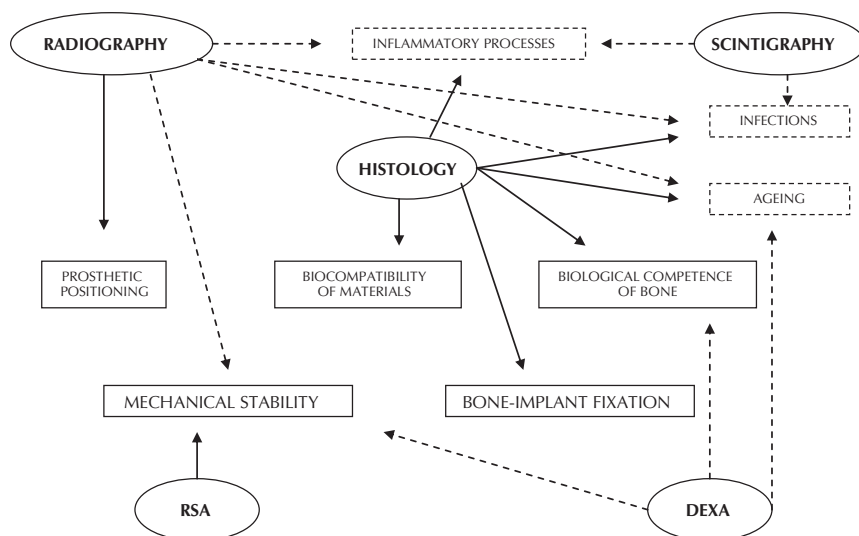 RADIOGRAPHY
INFLAMMATORY PROCESSES
SCINTIGRAPHY
INFECTIONS
HISTOLOGY
AGEING
PROSTHETIC
POSITIONING
BIOCOMPATIBILITY
OF MATERIALS
BIOLOGICAL COMPETENCE
OF BONE
MECHANICAL STABILITY
BONE-IMPLANT FIXATION
RSA
DEXA